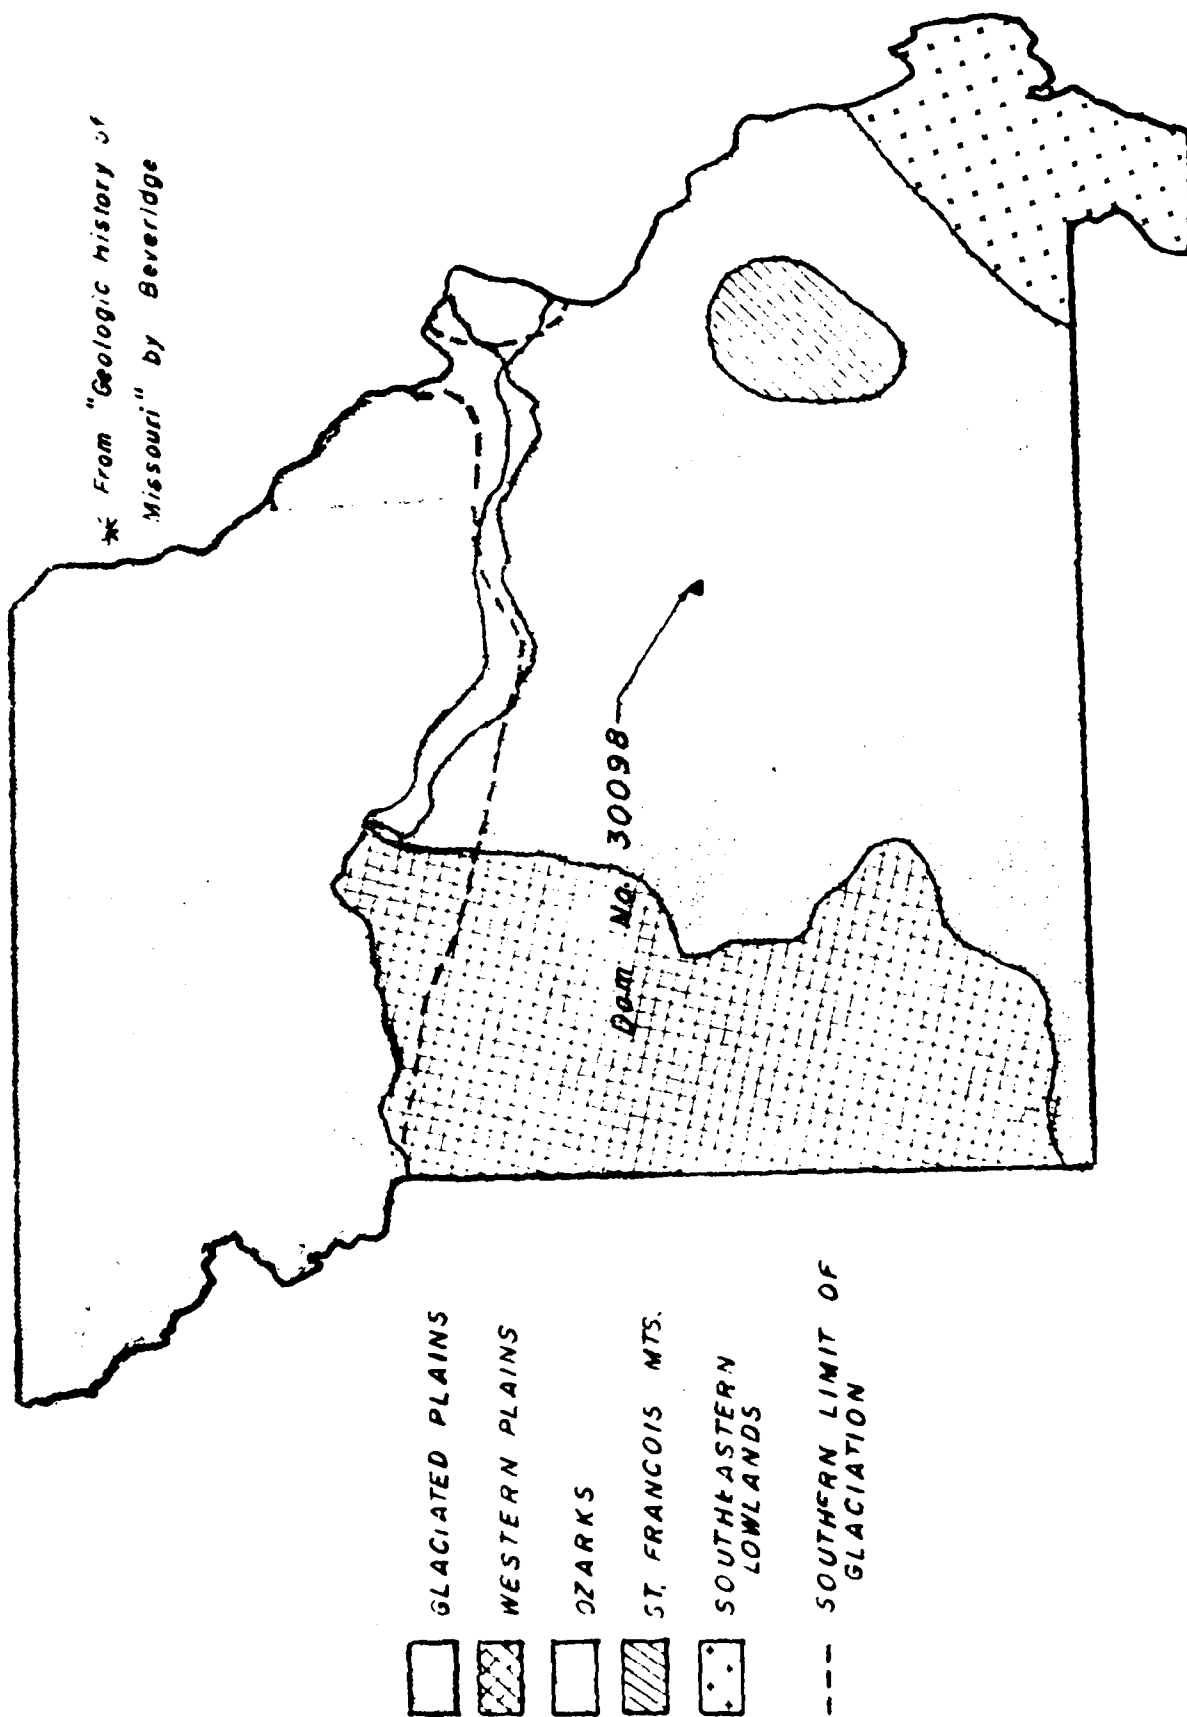 * From "Geologic history of
Missouri" by Beveridge
Dam No. 30098
GLACIATED PLAINS
WESTERN PLAINS
OZARKS
ST. FRANCOIS MTS.
SOUTHEASTERN
LOWLANDS
--- SOUTHERN LIMIT OF
GLACIATION